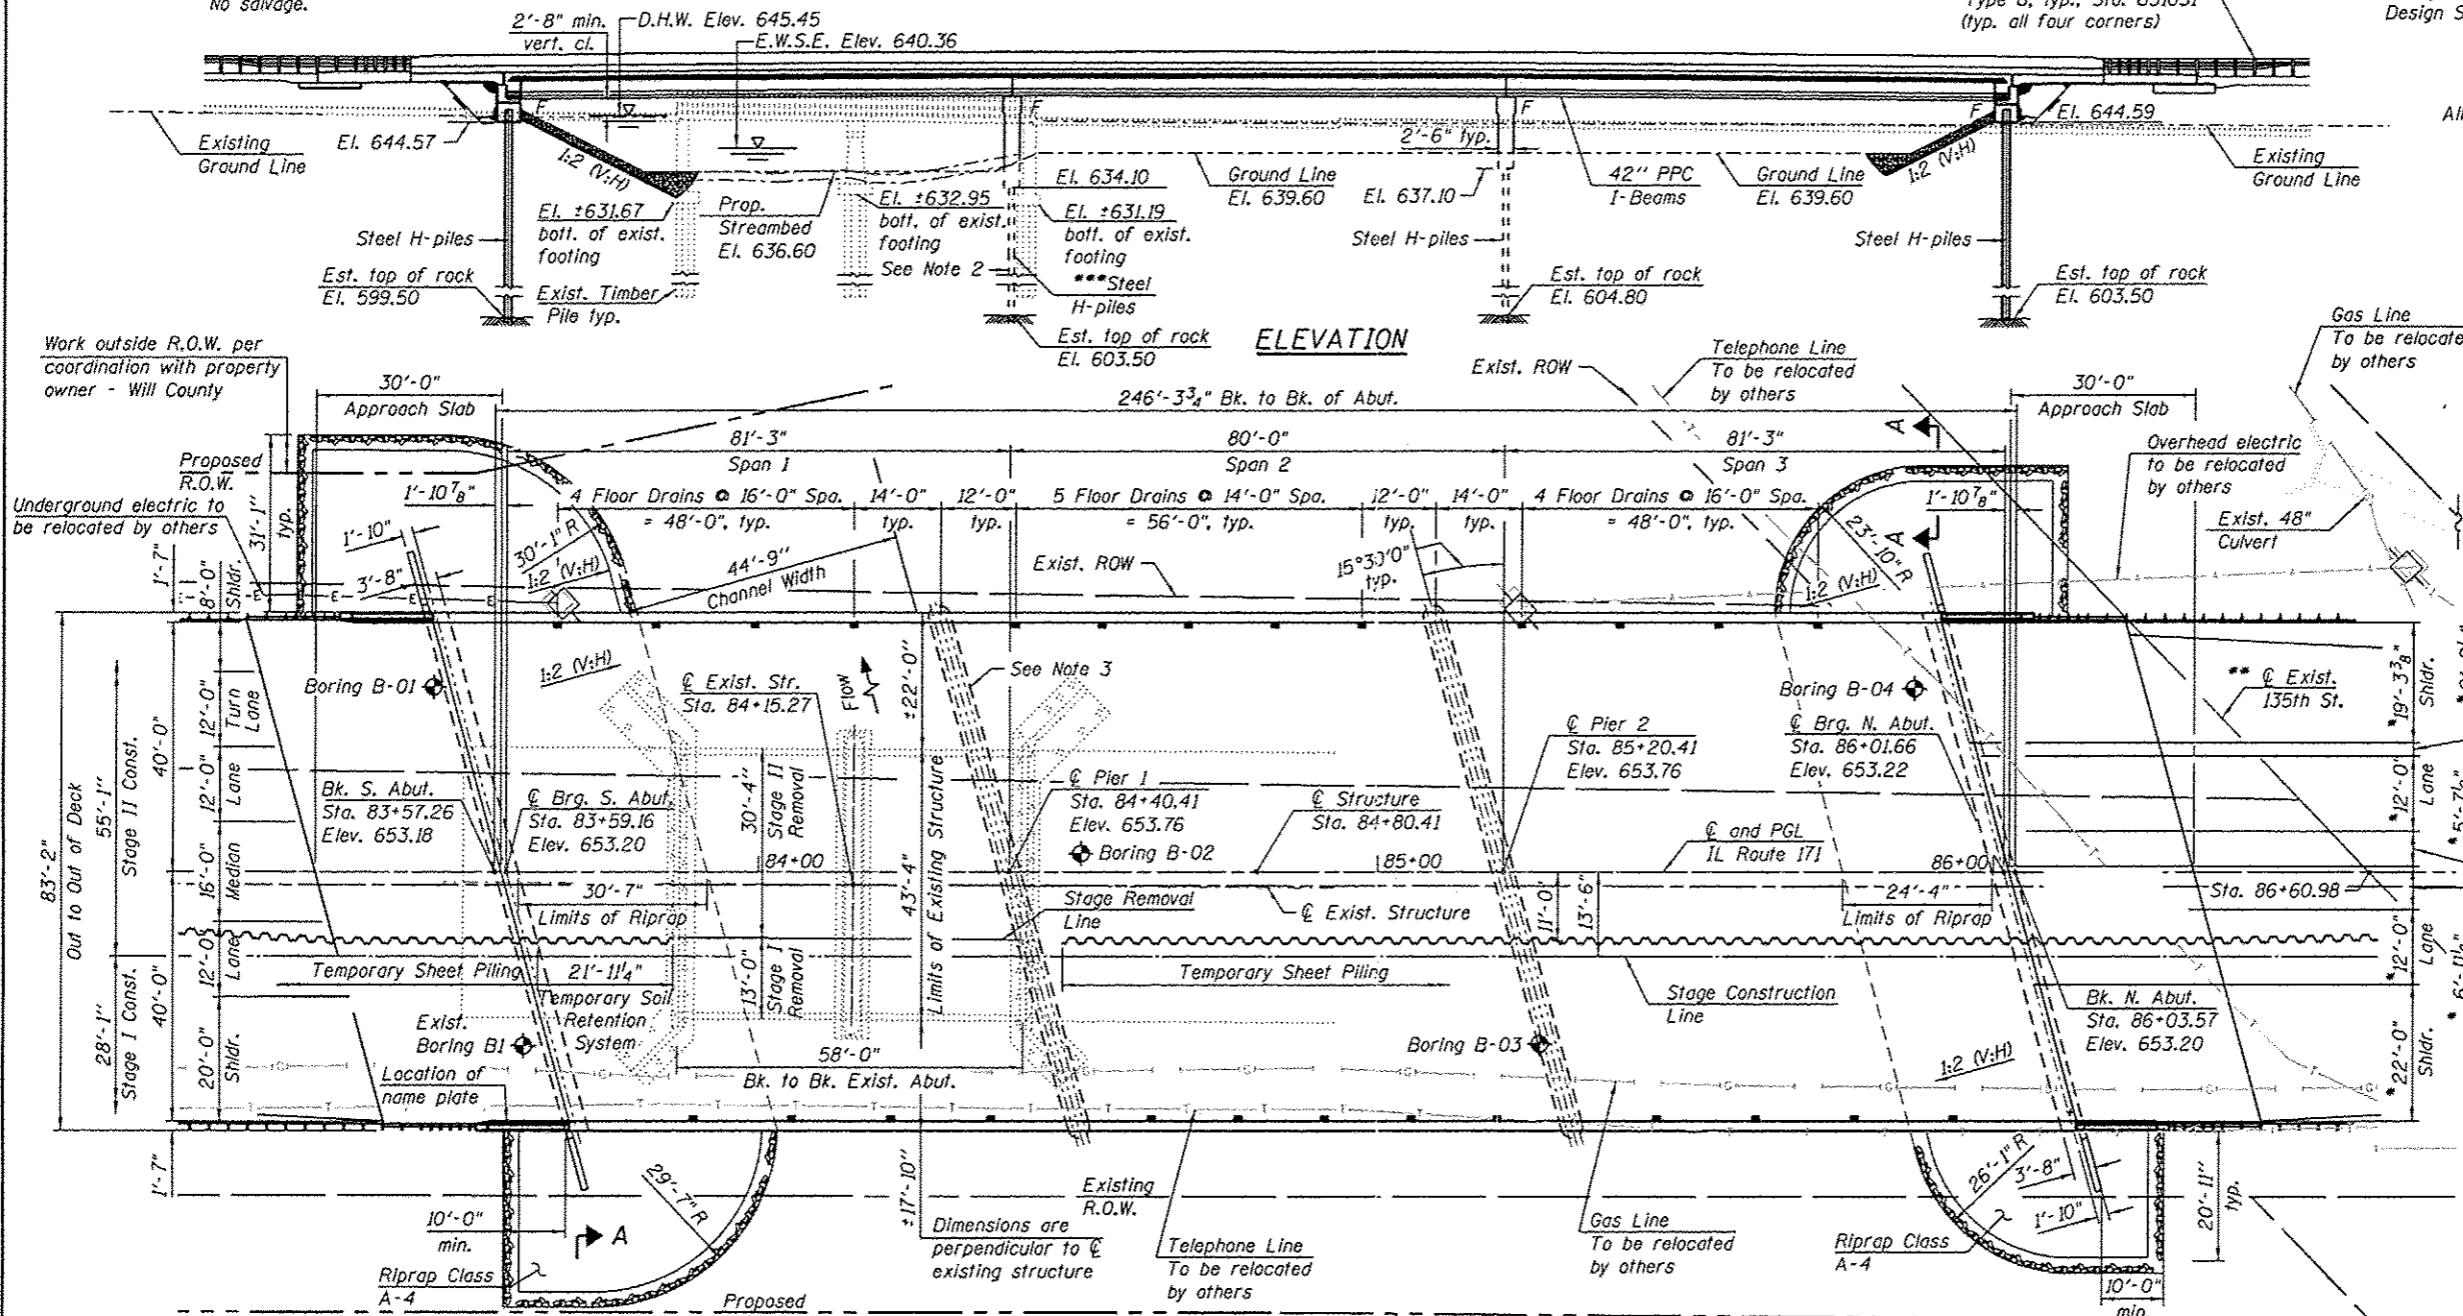 No salvage.
2'-8" min.
vert. cl.
D.H.W. Elev. 645.45
E.W.S.E. Elev. 640.36
Type 6, typ., Sta. 631031
(typ. all four corners)
Design S
Existing
Ground Line
El. 644.57
1:2 (V:H)
F
F
F
F
2'-6" typ.
El. 644.59
All
1:2 (V:H)
Existing
Ground Line
El. ±631.67
bott. of exist.
footing
Prop.
Streambed
El. 636.60
El. ±632.95
bott. of exist.
footing
See Note 2
El. 634.10
El. ±631.19
bott. of exist.
footing
Ground Line
El. 639.60
El. 637.10
42" PPC
I-Beams
Ground Line
El. 639.60
Steel H-piles
***Steel
H-piles
Steel H-piles
Steel H-piles
Est. top of rock
El. 599.50
Exist. Timber
Pile typ.
Est. top of rock
El. 603.50
Est. top of rock
El. 604.80
Est. top of rock
El. 603.50
ELEVATION
Work outside R.O.W. per
coordination with property
owner - Will County
30'-0"
Approach Slab
Exist. ROW
Telephone Line
To be relocated
by others
Gas Line
To be relocate
by others
246'-3 3/4" Bk. to Bk. of Abut.
30'-0"
Approach Slab
81'-3"
Span 1
80'-0"
Span 2
81'-3"
Span 3
A
A
Overhead electric
to be relocated
by others
Proposed
R.O.W.
Underground electric to
be relocated by others
31'-1"
typ.
1'-10 7/8"
4 Floor Drains @ 16'-0" Spa.
= 48'-0", typ.
14'-0"
typ.
12'-0"
typ.
5 Floor Drains @ 14'-0" Spa.
= 56'-0", typ.
12'-0"
typ.
14'-0"
typ.
4 Floor Drains @ 16'-0" Spa.
= 48'-0", typ.
1'-10 7/8"
Exist. 48"
Culvert
1'-10"
3'-8"
30'-1" R
1:2 (V:H)
44'-9"
Channel Width
Exist. ROW
15°30'0"
typ.
23'-10" R
1:2 (V:H)
1'-7"
8'-0"
Shldr.
E E E E
83'-2"
Out to Out of Deck
55'-1"
Stage II Const.
28'-1"
Stage I Const.
40'-0"
40'-0"
12'-0"
Turn
Lane
12'-0"
Lane
16'-0"
Median
12'-0"
Lane
20'-0"
Shldr.
1'-7"
Boring B-01
1:2 (V:H)
℄ Exist. Str.
Sta. 84+15.27
Flow
±22'-0"
See Note 3
Boring B-04
** ℄ Exist.
135th St.
*19'-3 3/8"
Shldr.
*12'-0"
Lane
* 5'-7⅛"
℄ Pier 2
Sta. 85+20.41
Elev. 653.76
℄ Brg. N. Abut.
Sta. 86+01.66
Elev. 653.22
Bk. S. Abut.
Sta. 83+57.26
Elev. 653.18
℄ Brg. S. Abut.
Sta. 83+59.16
Elev. 653.20
30'-4"
Stage II
Removal
43'-4"
Limits of Existing Structure
℄ Pier 1
Sta. 84+40.41
Elev. 653.76
Boring B-02
℄ Structure
Sta. 84+80.41
84+00
85+00
℄ and PGL
IL Route 171
86+00
30'-7"
Limits of Riprap
Stage Removal
Line
℄ Exist. Structure
11'-0"
13'-6"
24'-4"
Limits of Riprap
Sta. 86+60.98
*12'-0"
Lane
*22'-0"
Shldr.
Temporary Sheet Piling
21'-11 1/4"
Temporary Soil
Retention
System
13'-0"
Stage I
Removal
Temporary Sheet Piling
Stage Construction
Line
Bk. N. Abut.
Sta. 86+03.57
Elev. 653.20
Exist.
Boring B1
Boring B-03
1:2 (V:H)
58'-0"
Bk. to Bk. Exist. Abut.
Location of
name plate
29'-7" R
±17'-10"
26'-1" R
3'-8"
1'-10"
20'-11"
typ.
10'-0"
min.
A
Riprap Class
A-4
Dimensions are
perpendicular to ℄
existing structure
Existing
R.O.W.
Telephone Line
To be relocated
by others
Gas Line
To be relocated
by others
Riprap Class
A-4
10'-0"
min
Proposed